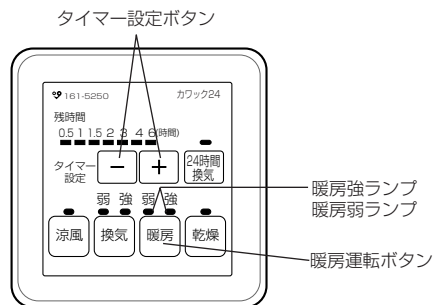 タイマー設定ボタン
161-5250 カワック24
残時間
0.5 1 1.5 2 3 4 6(時間)
タイマー
設定
− +
24時間
換気
弱 強 弱 強
涼風 換気 暖房 乾燥
暖房強ランプ
暖房弱ランプ
暖房運転ボタン